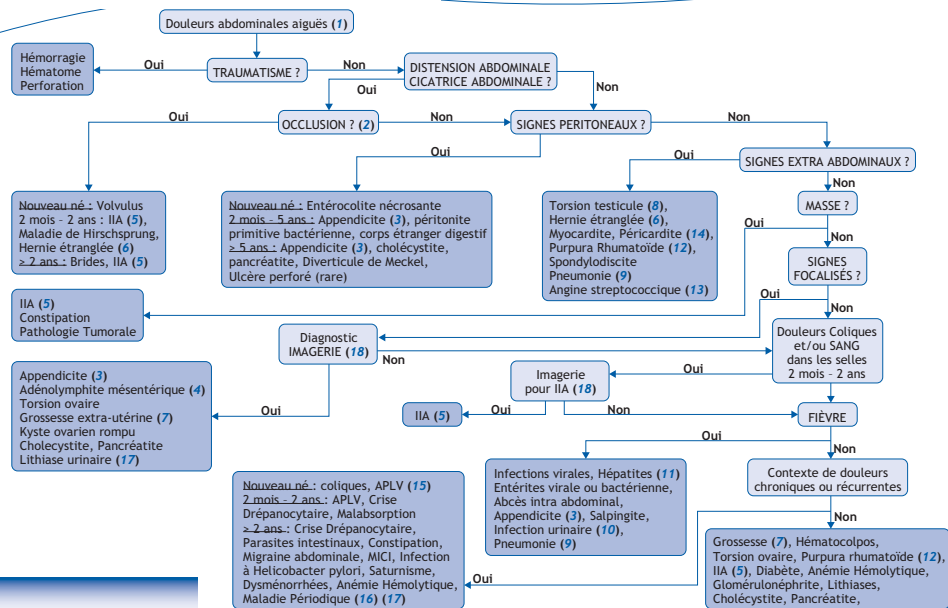 Douleurs abdominales aiguës (1)
Hémorragie
Hématome
Perforation
Oui
TRAUMATISME ?
Non
DISTENSION ABDOMINALE
CICATRICE ABDOMINALE ?
Oui
Non
Oui
OCCLUSION ? (2)
Non
SIGNES PERITONEAUX ?
Non
Oui
Oui
SIGNES EXTRA ABDOMINAUX ?
Non
Nouveau né : Volvulus
2 mois - 2 ans : IIA (5),
Maladie de Hirschsprung,
Hernie étranglée (6)
> 2 ans : Brides, IIA (5)
Nouveau né : Entérocolite nécrosante
2 mois - 5 ans : Appendicite (3), péritonite
primitive bactérienne, corps étranger digestif
> 5 ans : Appendicite (3), cholécystite,
pancréatite, Diverticule de Meckel,
Ulcère perforé (rare)
Torsion testicule (8),
Hernie étranglée (6),
Myocardite, Péricardite (14),
Purpura Rhumatoïde (12),
Spondylodiscite
Pneumonie (9)
Angine streptococcique (13)
MASSE ?
Oui
Non
SIGNES
FOCALISÉS ?
Oui
Non
IIA (5)
Constipation
Pathologie Tumorale
Diagnostic
IMAGERIE (18)
Non
Oui
Douleurs Coliques
et/ou SANG
dans les selles
2 mois - 2 ans
Oui
Imagerie
pour IIA (18)
Appendicite (3)
Adénolymphite mésentérique (4)
Torsion ovaire
Grossesse extra-utérine (7)
Kyste ovarien rompu
Cholecystite, Pancréatite
Lithiase urinaire (17)
IIA (5)
Oui
Non
FIÈVRE
Oui
Non
Nouveau né : coliques, APLV (15)
2 mois - 2 ans : APLV, Crise
Drépanocytaire, Malabsorption
> 2 ans : Crise Drépanocytaire,
Parasites intestinaux, Constipation,
Migraine abdominale, MICI, Infection
à Helicobacter pylori, Saturnisme,
Dysménorrhées, Anémie Hémolytique,
Maladie Périodique (16) (17)
Infections virales, Hépatites (11)
Entérites virale ou bactérienne,
Abcès intra abdominal,
Appendicite (3), Salpingite,
Infection urinaire (10),
Pneumonie (9)
Contexte de douleurs
chroniques ou récurrentes
Non
Oui
Grossesse (7), Hématocolpos,
Torsion ovaire, Purpura rhumatoïde (12),
IIA (5), Diabète, Anémie Hémolytique,
Glomérulonéphrite, Lithiases,
Cholécystite, Pancréatite,